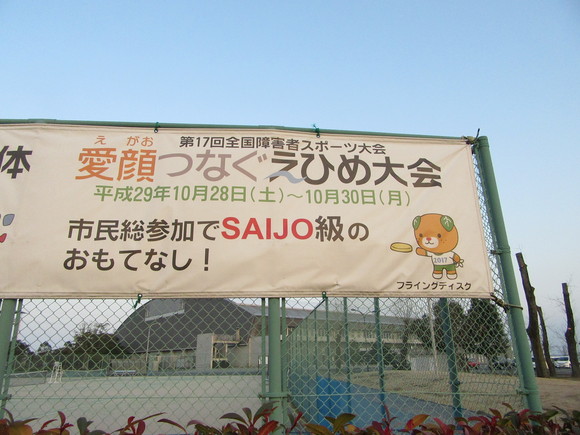 体
第17回全国障害者スポーツ大会
えがお
愛顔つなぐえひめ大会
平成29年10月28日(土)～10月30日(月)
市民総参加でSAIJO級の
おもてなし！
2017
フライングディスク